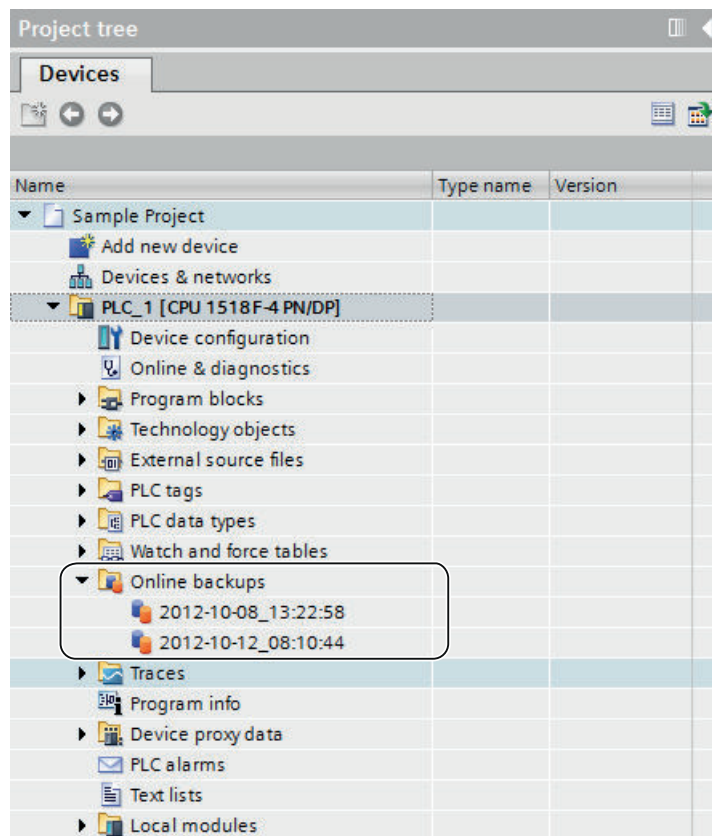 Project tree
Devices
Name Type name Version
Sample Project
Add new device
Devices & networks
PLC_1 [CPU 1518F-4 PN/DP]
Device configuration
Online & diagnostics
Program blocks
Technology objects
External source files
PLC tags
PLC data types
Watch and force tables
Online backups
2012-10-08_13:22:58
2012-10-12_08:10:44
Traces
Program info
Device proxy data
PLC alarms
Text lists
Local modules